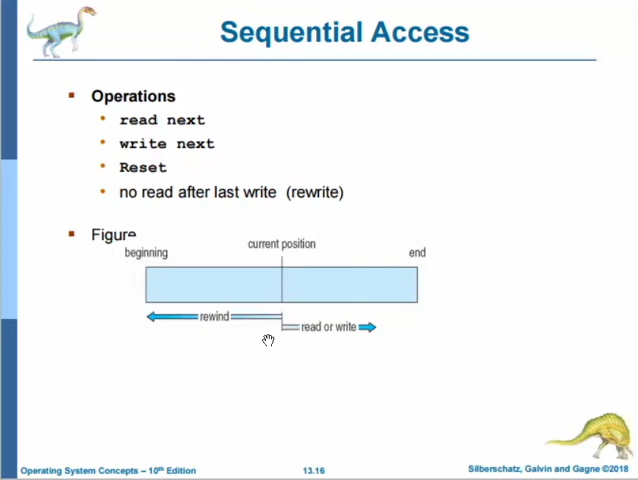 Sequential Access
Operations
read next
write next
Reset
no read after last write (rewrite)
Figure
current position
beginning
end
rewind
read or write
Operating System Concepts – 10th Edition
13.16
Silberschatz, Galvin and Gagne ©2018